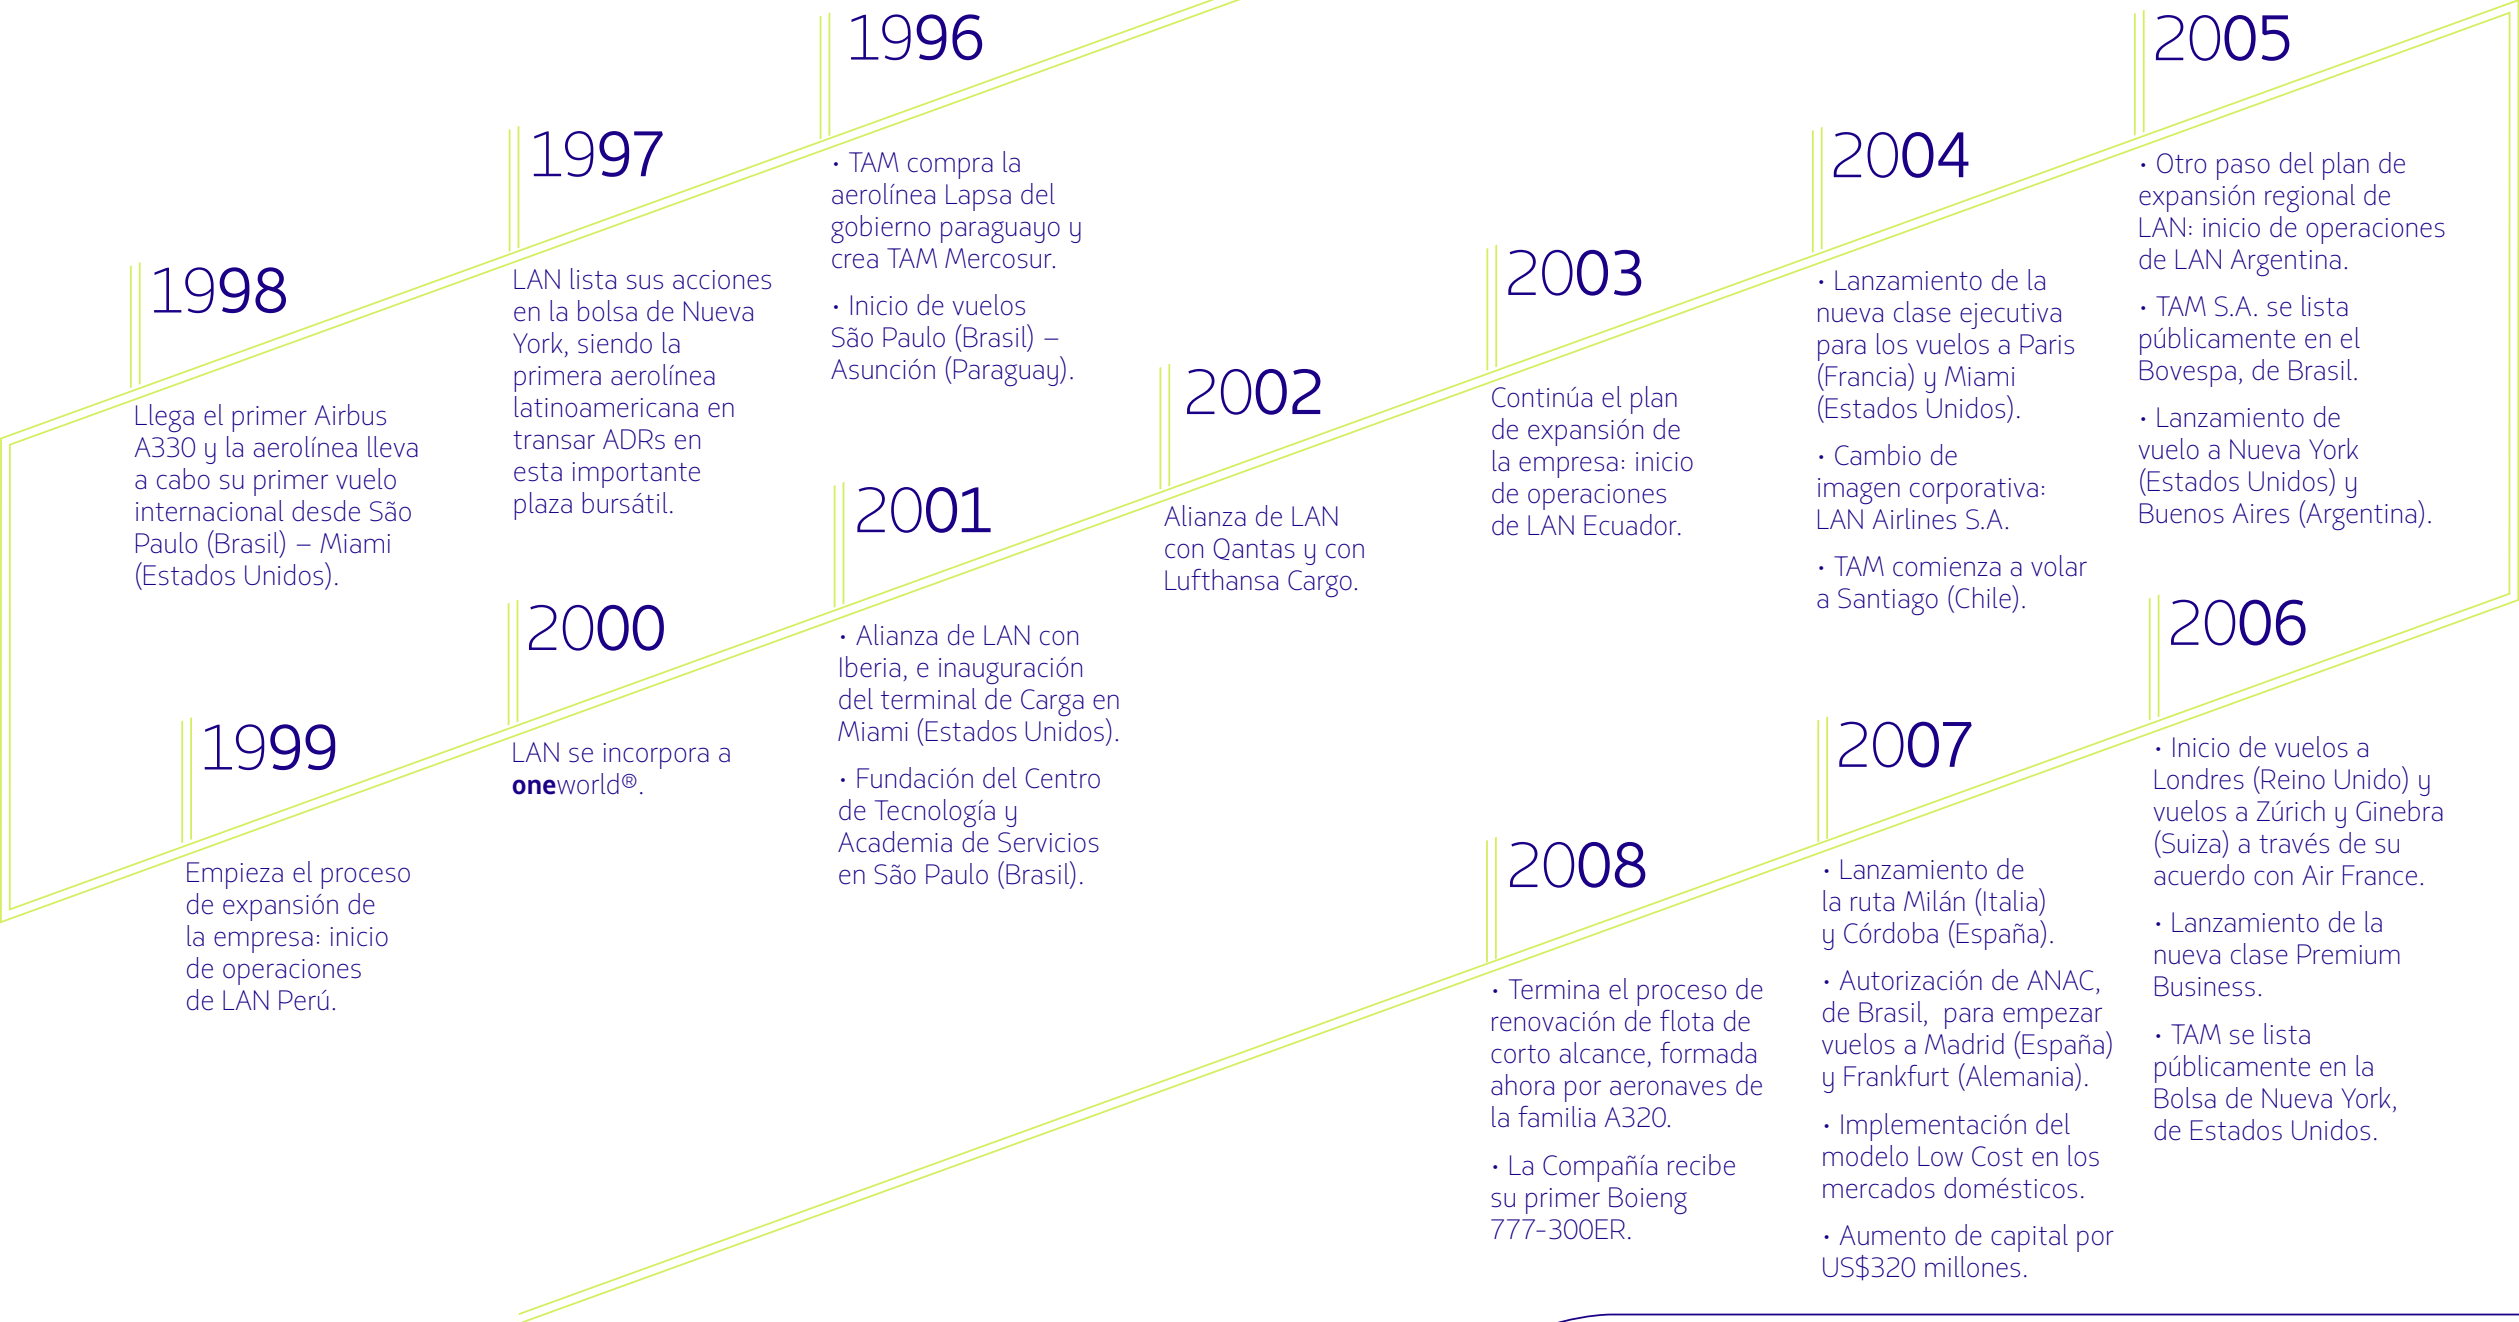 1996
• TAM compra la
aerolínea Lapsa del
gobierno paraguayo y
crea TAM Mercosur.
• Inicio de vuelos
São Paulo (Brasil) –
Asunción (Paraguay).
1997
LAN lista sus acciones
en la bolsa de Nueva
York, siendo la
primera aerolínea
latinoamericana en
transar ADRs en
esta importante
plaza bursátil.
1998
Llega el primer Airbus
A330 y la aerolínea lleva
a cabo su primer vuelo
internacional desde São
Paulo (Brasil) – Miami
(Estados Unidos).
1999
Empieza el proceso
de expansión de
la empresa: inicio
de operaciones
de LAN Perú.
2000
LAN se incorpora a
oneworld®.
2001
• Alianza de LAN con
Iberia, e inauguración
del terminal de Carga en
Miami (Estados Unidos).
• Fundación del Centro
de Tecnología y
Academia de Servicios
en São Paulo (Brasil).
2002
Alianza de LAN
con Qantas y con
Lufthansa Cargo.
2003
Continúa el plan
de expansión de
la empresa: inicio
de operaciones
de LAN Ecuador.
2004
• Lanzamiento de la
nueva clase ejecutiva
para los vuelos a Paris
(Francia) y Miami
(Estados Unidos).
• Cambio de
imagen corporativa:
LAN Airlines S.A.
• TAM comienza a volar
a Santiago (Chile).
2005
• Otro paso del plan de
expansión regional de
LAN: inicio de operaciones
de LAN Argentina.
• TAM S.A. se lista
públicamente en el
Bovespa, de Brasil.
• Lanzamiento de
vuelo a Nueva York
(Estados Unidos) y
Buenos Aires (Argentina).
2006
• Inicio de vuelos a
Londres (Reino Unido) y
vuelos a Zúrich y Ginebra
(Suiza) a través de su
acuerdo con Air France.
• Lanzamiento de la
nueva clase Premium
Business.
• TAM se lista
públicamente en la
Bolsa de Nueva York,
de Estados Unidos.
2007
• Lanzamiento de
la ruta Milán (Italia)
y Córdoba (España).
• Autorización de ANAC,
de Brasil, para empezar
vuelos a Madrid (España)
y Frankfurt (Alemania).
• Implementación del
modelo Low Cost en los
mercados domésticos.
• Aumento de capital por
US$320 millones.
2008
• Termina el proceso de
renovación de flota de
corto alcance, formada
ahora por aeronaves de
la familia A320.
• La Compañía recibe
su primer Boieng
777-300ER.